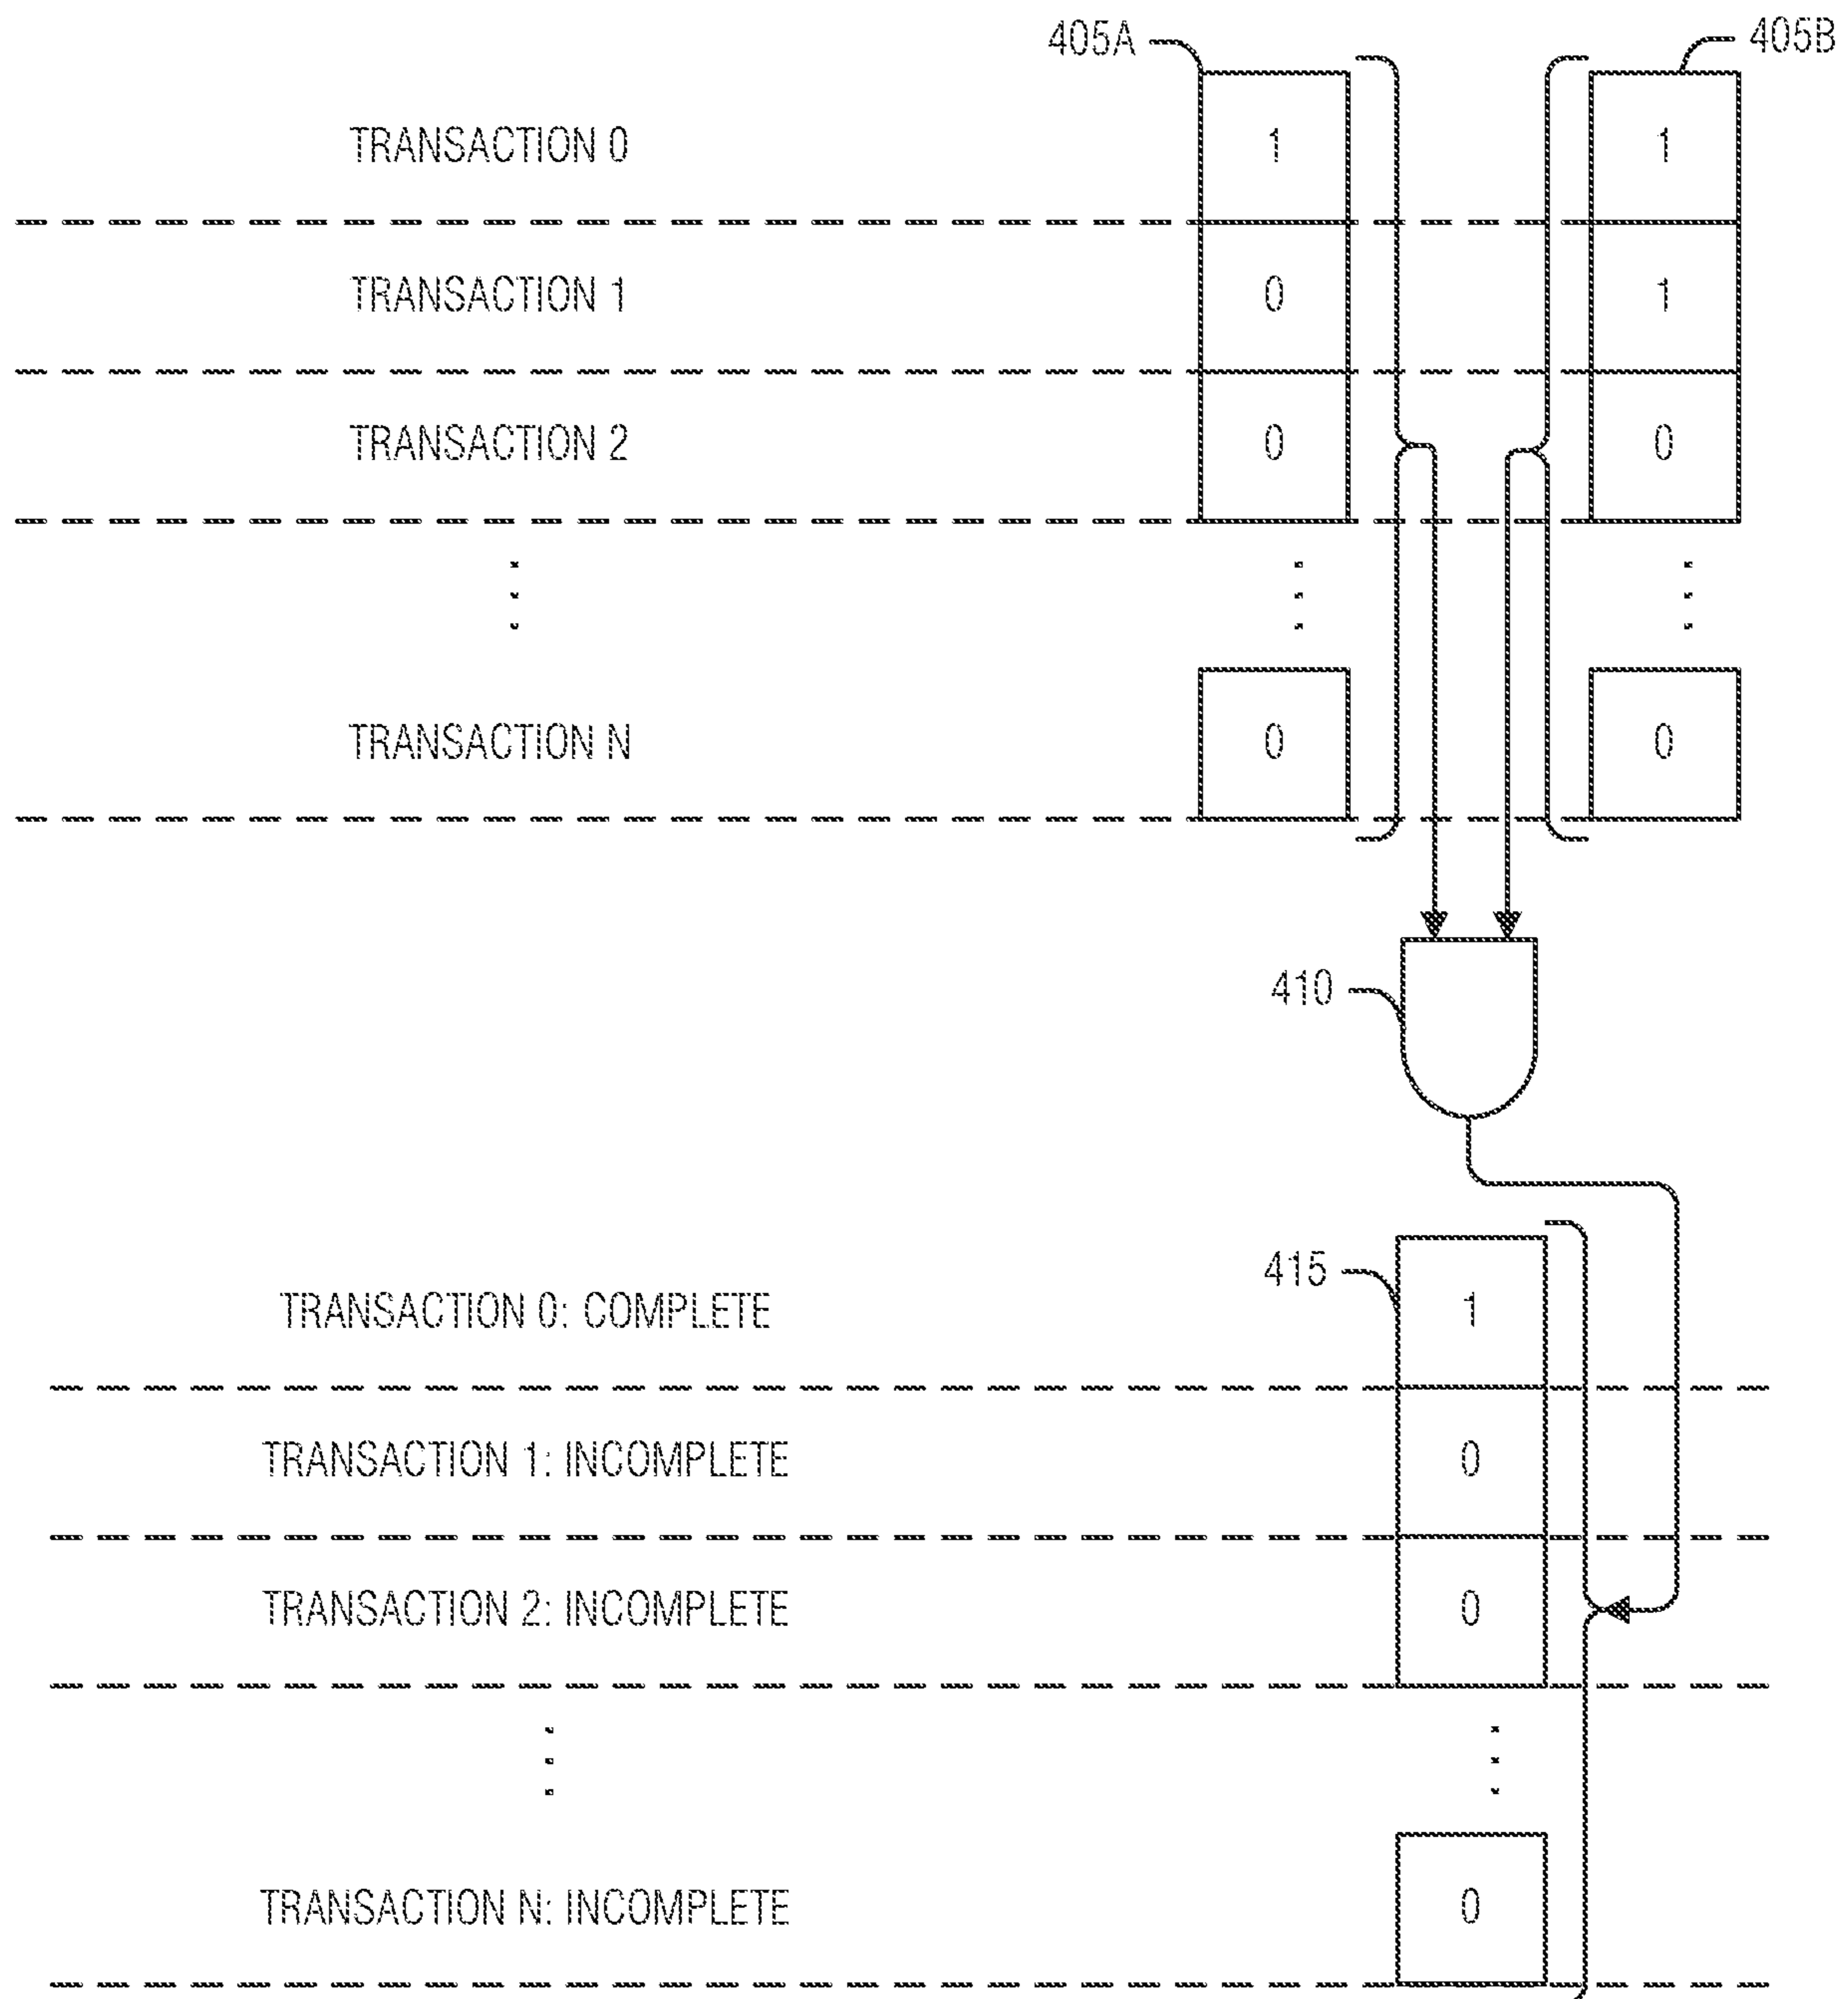 405A 405B
TRANSACTION 0 1 1
TRANSACTION 1 0 1
TRANSACTION 2 0 0
TRANSACTION N 0 0
410
415
TRANSACTION 0: COMPLETE 1
TRANSACTION 1: INCOMPLETE 0
TRANSACTION 2: INCOMPLETE 0
TRANSACTION N: INCOMPLETE 0